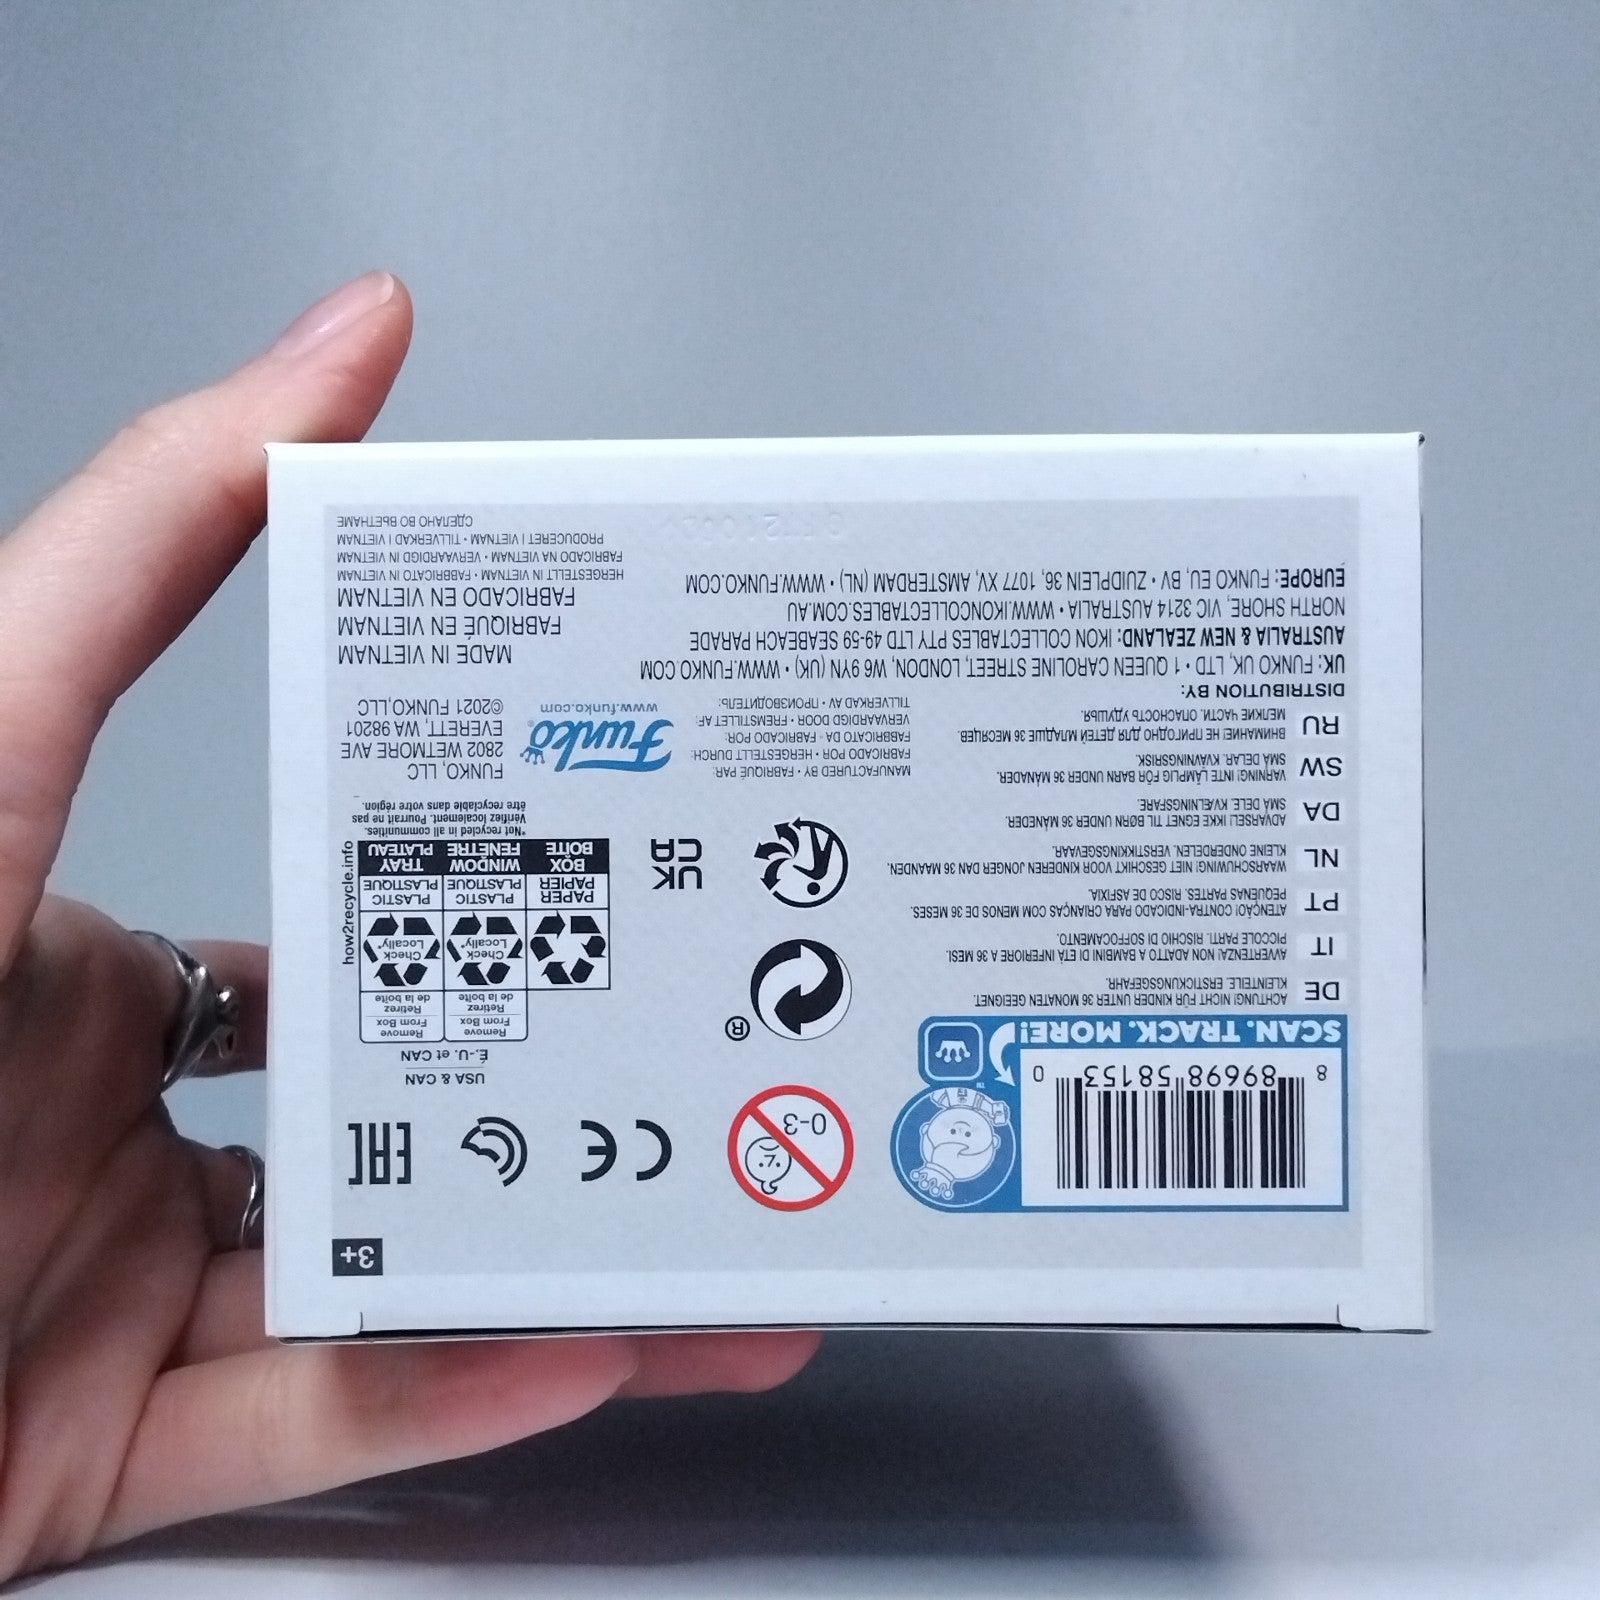 3+
8 89698 58153 0
SCAN. TRACK. MORE!
TM
0-3
CE
EAC
USA & CAN
É.-U. et CAN
Remove
From Box
Retirez
de la boîte
Remove
From Box
Retirez
de la boîte
Check
Locally*
Check
Locally*
PAPER
PAPIER
PLASTIC
PLASTIQUE
PLASTIC
PLASTIQUE
BOX
BOÎTE
WINDOW
FENÊTRE
TRAY
PLATEAU
how2recycle.info
*Not recycled in all communities.
Vérifiez localement. Pourrait ne pas
être recyclable dans votre région.
®
UK
CA
DE
ACHTUNG! NICHT FÜR KINDER UNTER 36 MONATEN GEEIGNET.
KLEINTEILE. ERSTICKUNGSGEFAHR.
IT
AVVERTENZA! NON ADATTO A BAMBINI DI ETÀ INFERIORE A 36 MESI.
PICCOLE PARTI. RISCHIO DI SOFFOCAMENTO.
PT
ATENÇÃO! CONTRA-INDICADO PARA CRIANÇAS COM MENOS DE 36 MESES.
PEQUENAS PARTES. RISCO DE ASFIXIA.
NL
WAARSCHUWING! NIET GESCHIKT VOOR KINDEREN JONGER DAN 36 MAANDEN.
KLEINE ONDERDELEN. VERSTIKKINGSGEVAAR.
DA
ADVARSEL! IKKE EGNET TIL BØRN UNDER 36 MÅNEDER.
SMÅ DELE. KVÆLNINGSFARE.
SW
VARNING! INTE LÄMPLIG FÖR BARN UNDER 36 MÅNADER.
SMÅ DELAR. KVÄVNINGSRISK.
RU
ВНИМАНИЕ! НЕ ПРИГОДНО ДЛЯ ДЕТЕЙ МЛАДШЕ 36 МЕСЯЦЕВ.
МЕЛКИЕ ЧАСТИ. ОПАСНОСТЬ УДУШЬЯ.
MANUFACTURED BY • FABRIQUÉ PAR:
FABRICADO POR • HERGESTELLT DURCH:
FABRICATO DA • FABRICADO POR:
VERVAARDIGD DOOR • FREMSTILLET AF:
TILLVERKAD AV • ПРОИЗВОДИТЕЛЬ:
Funko®
www.funko.com
FUNKO, LLC
2802 WETMORE AVE
EVERETT, WA 98201
©2021 FUNKO,LLC
DISTRIBUTION BY:
UK: FUNKO UK, LTD • 1 QUEEN CAROLINE STREET, LONDON, W6 9YN (UK) • WWW.FUNKO.COM
AUSTRALIA & NEW ZEALAND: IKON COLLECTABLES PTY LTD 49-59 SEABEACH PARADE
NORTH SHORE, VIC 3214 AUSTRALIA • WWW.IKONCOLLECTABLES.COM.AU
EUROPE: FUNKO EU, BV • ZUIDPLEIN 36, 1077 XV, AMSTERDAM (NL) • WWW.FUNKO.COM
MADE IN VIETNAM
FABRIQUÉ EN VIETNAM
FABRICADO EN VIETNAM
HERGESTELLT IN VIETNAM • FABBRICATO IN VIETNAM
FABRICADO NA VIETNAM • VERVAARDIGD IN VIETNAM
PRODUCERET I VIETNAM • TILLVERKAD I VIETNAM
СДЕЛАНО ВО ВЬЕТНАМЕ